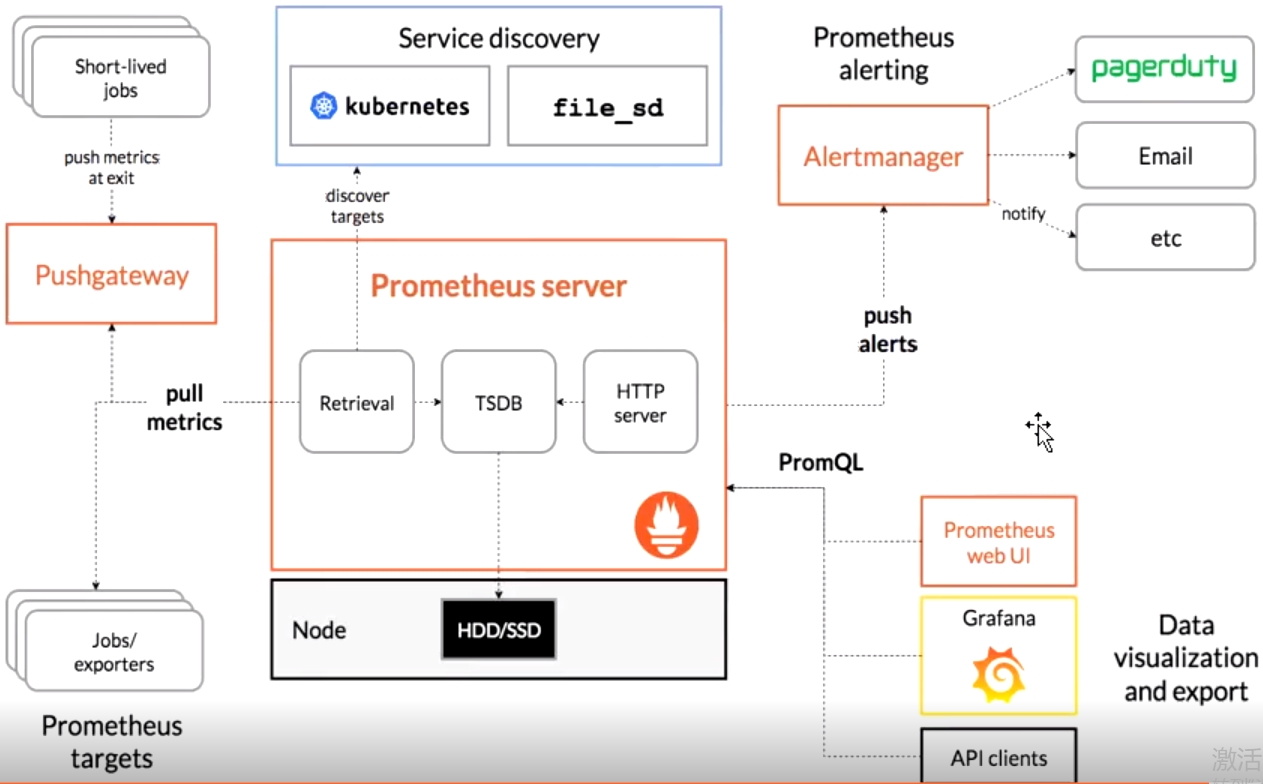 Short-lived
jobs
push metrics
at exit
Pushgateway
Service discovery
kubernetes
file_sd
discover
targets
Prometheus
alerting
Alertmanager
pagerduty
Email
notify
etc
Prometheus server
Retrieval
TSDB
HTTP
server
pull
metrics
push
alerts
PromQL
Node
HDD/SSD
Jobs/
exporters
Prometheus
targets
Prometheus
web UI
Grafana
API clients
Data
visualization
and export
激活